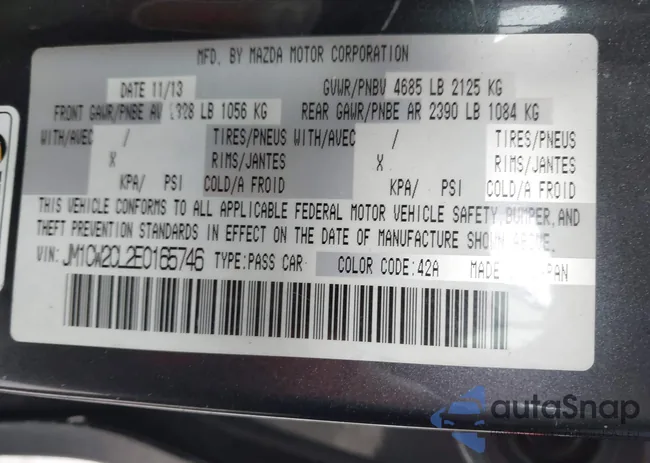 MFD. BY MAZDA MOTOR CORPORATION
DATE 11/13 GVWR/PNBV 4685 LB 2125 KG
FRONT GAWR/PNBE AV 2328 LB 1056 KG REAR GAWR/PNBE AR 2390 LB 1084 KG
WITH/AVEC / TIRES/PNEUS WITH/AVEC / TIRES/PNEUS
X RIMS/JANTES X RIMS/JANTES
KPA/ PSI COLD/A FROID KPA/ PSI COLD/A FROID
THIS VEHICLE CONFORMS TO ALL APPLICABLE FEDERAL MOTOR VEHICLE SAFETY, BUMPER, AND
THEFT PREVENTION STANDARDS IN EFFECT ON THE DATE OF MANUFACTURE SHOWN ABOVE.
VIN: JM1CW2CL2E0165746 TYPE:PASS CAR COLOR CODE:42A MADE JAPAN
autoSnap